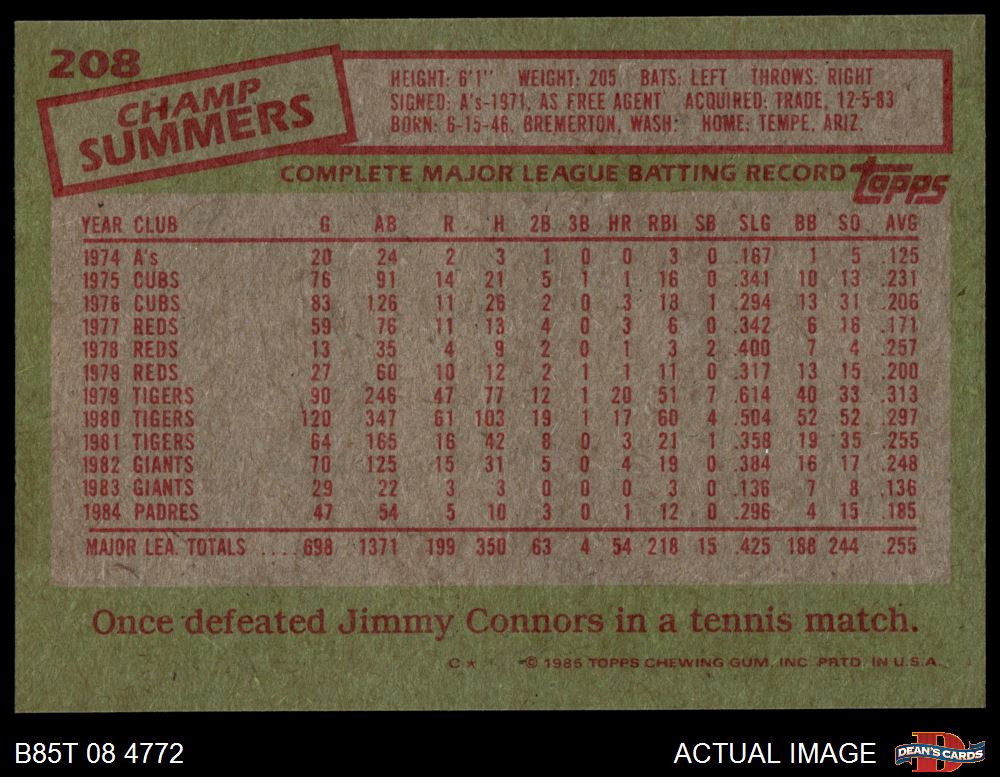 208
CHAMP
SUMMERS
HEIGHT: 6'1" WEIGHT: 205 BATS: LEFT THROWS: RIGHT
SIGNED: A's-1971, AS FREE AGENT ACQUIRED: TRADE, 12-5-83
BORN: 6-15-46, BREMERTON, WASH. HOME: TEMPE, ARIZ.
COMPLETE MAJOR LEAGUE BATTING RECORD Topps
YEAR CLUB G AB R H 2B 3B HR RBI SB SLG BB SO AVG
1974 A's 20 24 2 3 1 0 0 3 0 .167 1 5 .125
1975 CUBS 76 91 14 21 5 1 1 16 0 .341 10 13 .231
1976 CUBS 83 126 11 26 2 0 3 13 1 .294 13 31 .206
1977 REDS 59 76 11 13 4 0 3 6 0 .342 6 16 .171
1978 REDS 13 35 4 9 2 0 1 3 2 .400 7 4 .257
1979 REDS 27 60 10 12 2 1 1 11 0 .317 13 15 .200
1979 TIGERS 90 246 47 77 12 1 20 51 7 .614 40 33 .313
1980 TIGERS 120 347 61 103 19 1 17 60 4 .504 52 52 .297
1981 TIGERS 64 165 16 42 8 0 3 21 1 .358 19 35 .255
1982 GIANTS 70 125 15 31 5 0 4 19 0 .384 16 17 .248
1983 GIANTS 29 22 3 3 0 0 0 3 0 .136 7 8 .136
1984 PADRES 47 54 5 10 3 0 1 12 0 .296 4 15 .185
MAJOR LEA. TOTALS .... 698 1371 199 350 63 4 54 218 15 .425 188 244 .255
Once defeated Jimmy Connors in a tennis match.
C* © 1985 TOPPS CHEWING GUM, INC. PRTD. IN U.S.A.
B85T 08 4772 ACTUAL IMAGE D DEAN'S CARDS